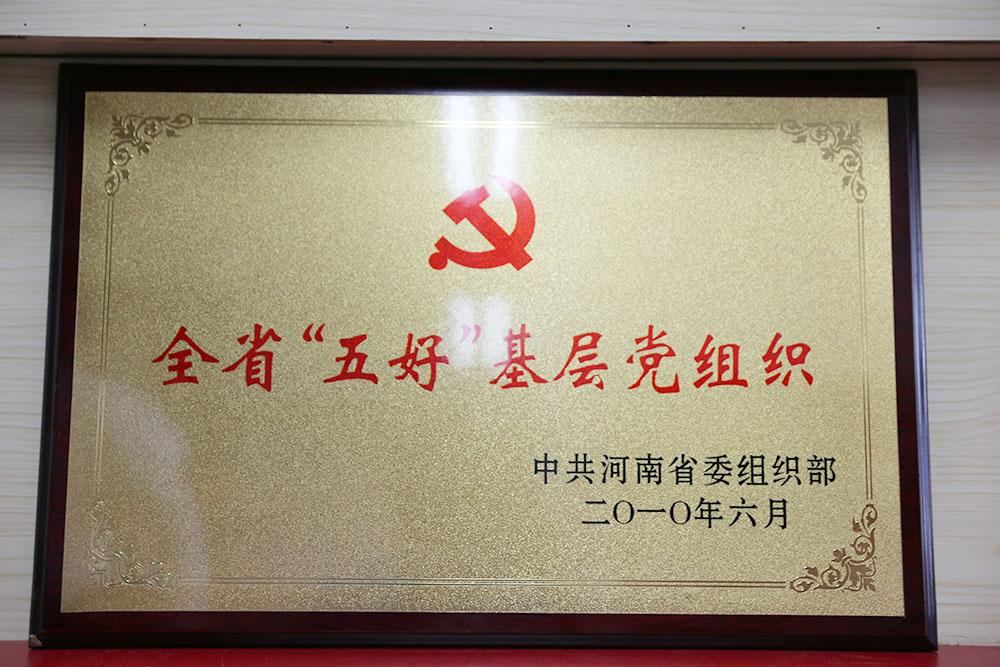 全省“五好”基层党组织
中共河南省委组织部
二〇一〇年六月